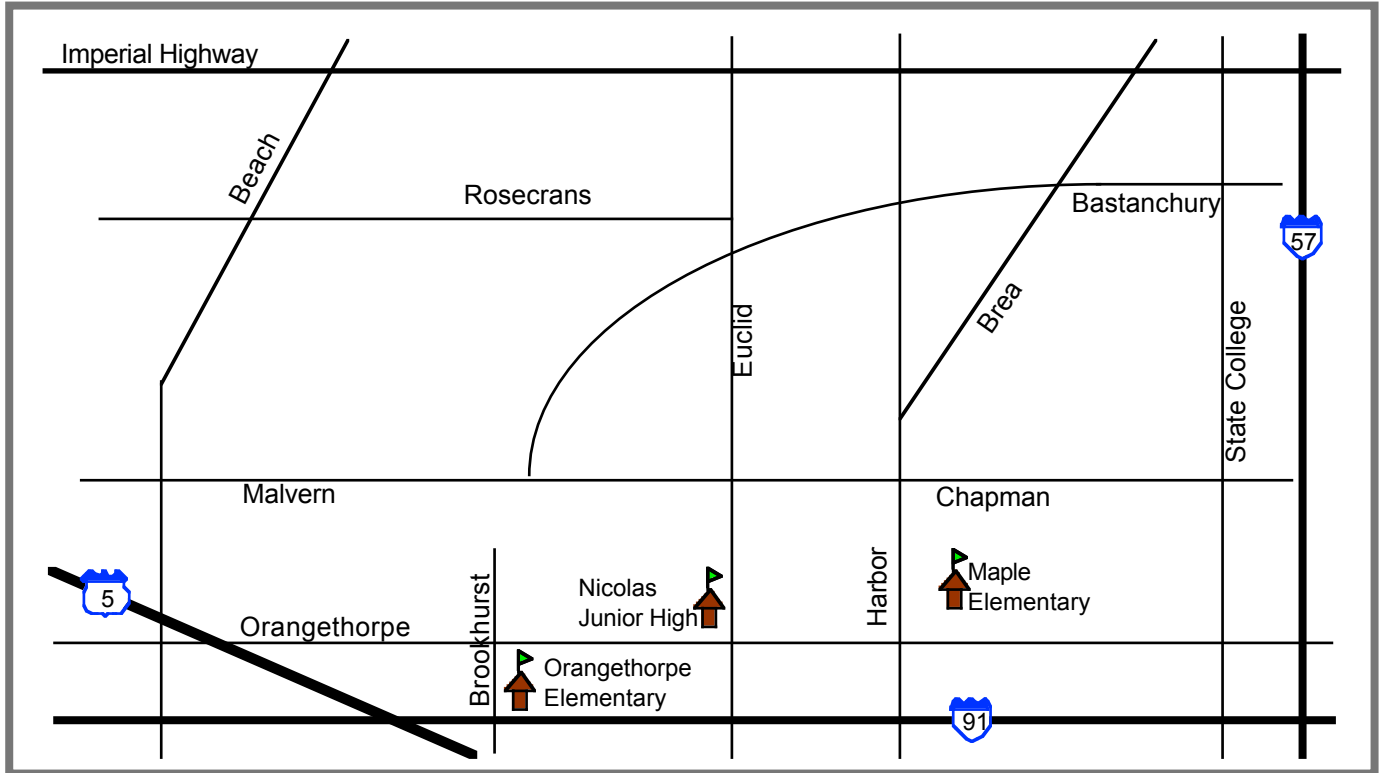 Imperial Highway
Beach
Rosecrans
Bastanchury
57
Euclid
Brea
State College
Malvern
Chapman
5
Orangethorpe
Brookhurst
Nicolas
Junior High
Harbor
Maple
Elementary
Orangethorpe
Elementary
91